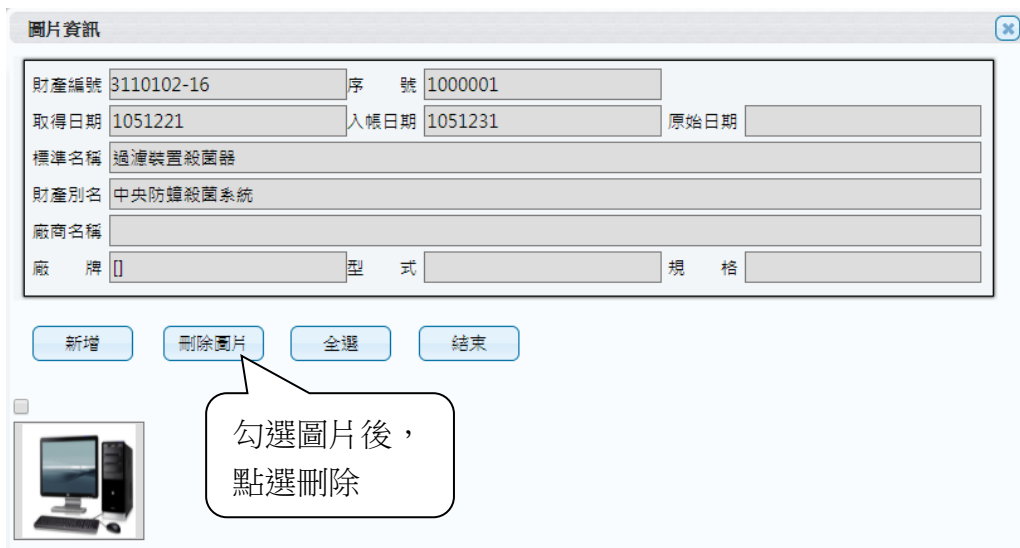 圖片資訊
財產編號 3110102-16 序 號 1000001
取得日期 1051221 入帳日期 1051231 原始日期
標準名稱 過濾裝置殺菌器
財產別名 中央防蟑殺菌系統
廠商名稱
廠 牌 [] 型 式 規 格
新增 刪除圖片 全選 結束
勾選圖片後，
點選刪除